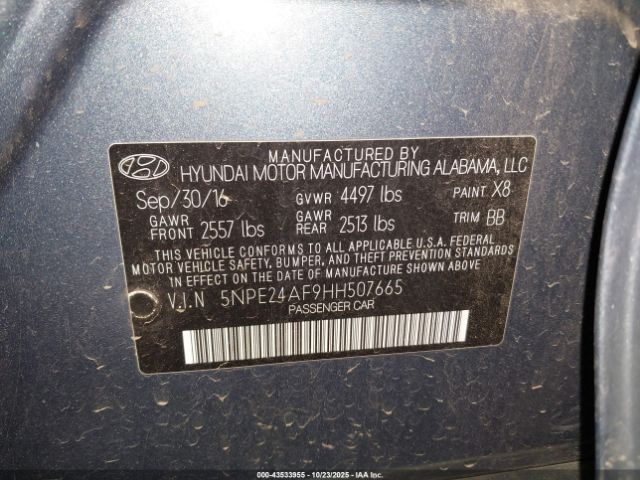 MANUFACTURED BY
HYUNDAI MOTOR MANUFACTURING ALABAMA, LLC
Sep/30/16 GVWR 4497 lbs PAINT X8
GAWR FRONT 2557 lbs GAWR REAR 2513 lbs TRIM BB
THIS VEHICLE CONFORMS TO ALL APPLICABLE U.S.A. FEDERAL
MOTOR VEHICLE SAFETY, BUMPER, AND THEFT PREVENTION STANDARDS
IN EFFECT ON THE DATE OF MANUFACTURE SHOWN ABOVE.
V.I.N 5NPE24AF9HH507665
PASSENGER CAR
000-43533955 10/23/2025 IAA Inc.